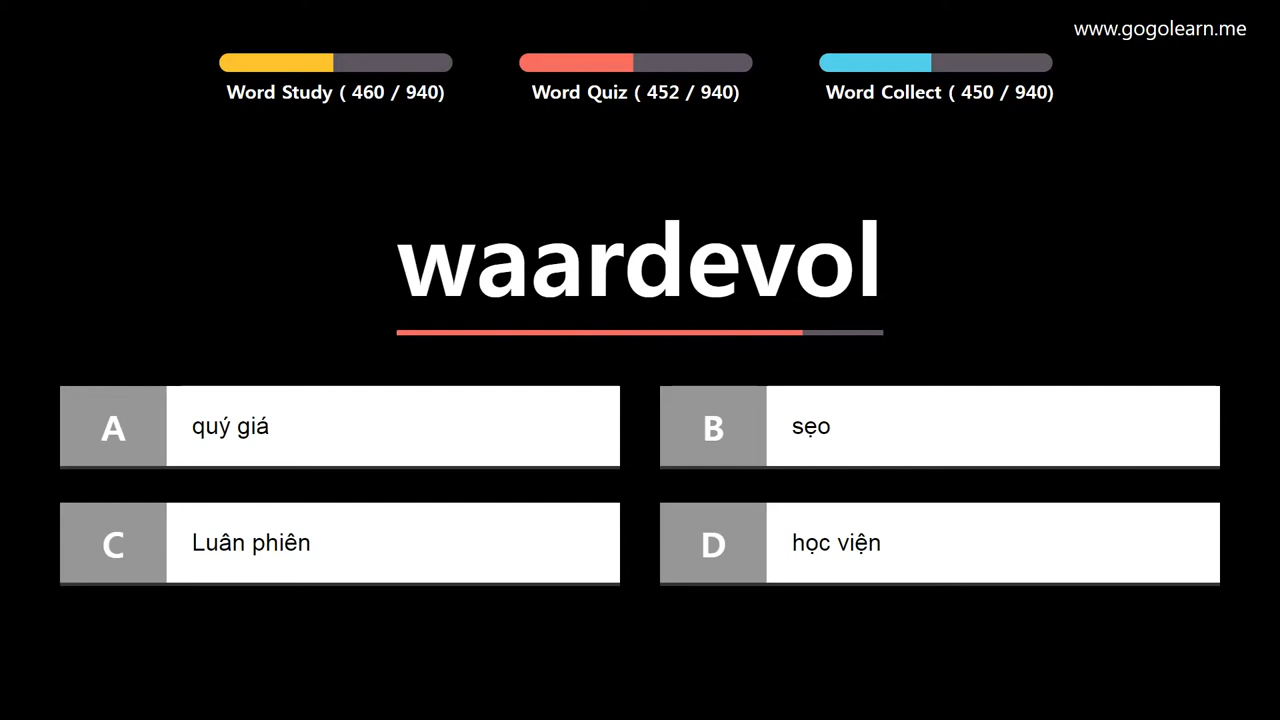 www.gogolearn.me
Word Study ( 460 / 940)
Word Quiz ( 452 / 940)
Word Collect ( 450 / 940)
waardevol
A quý giá
B sẹo
C Luân phiên
D học viện